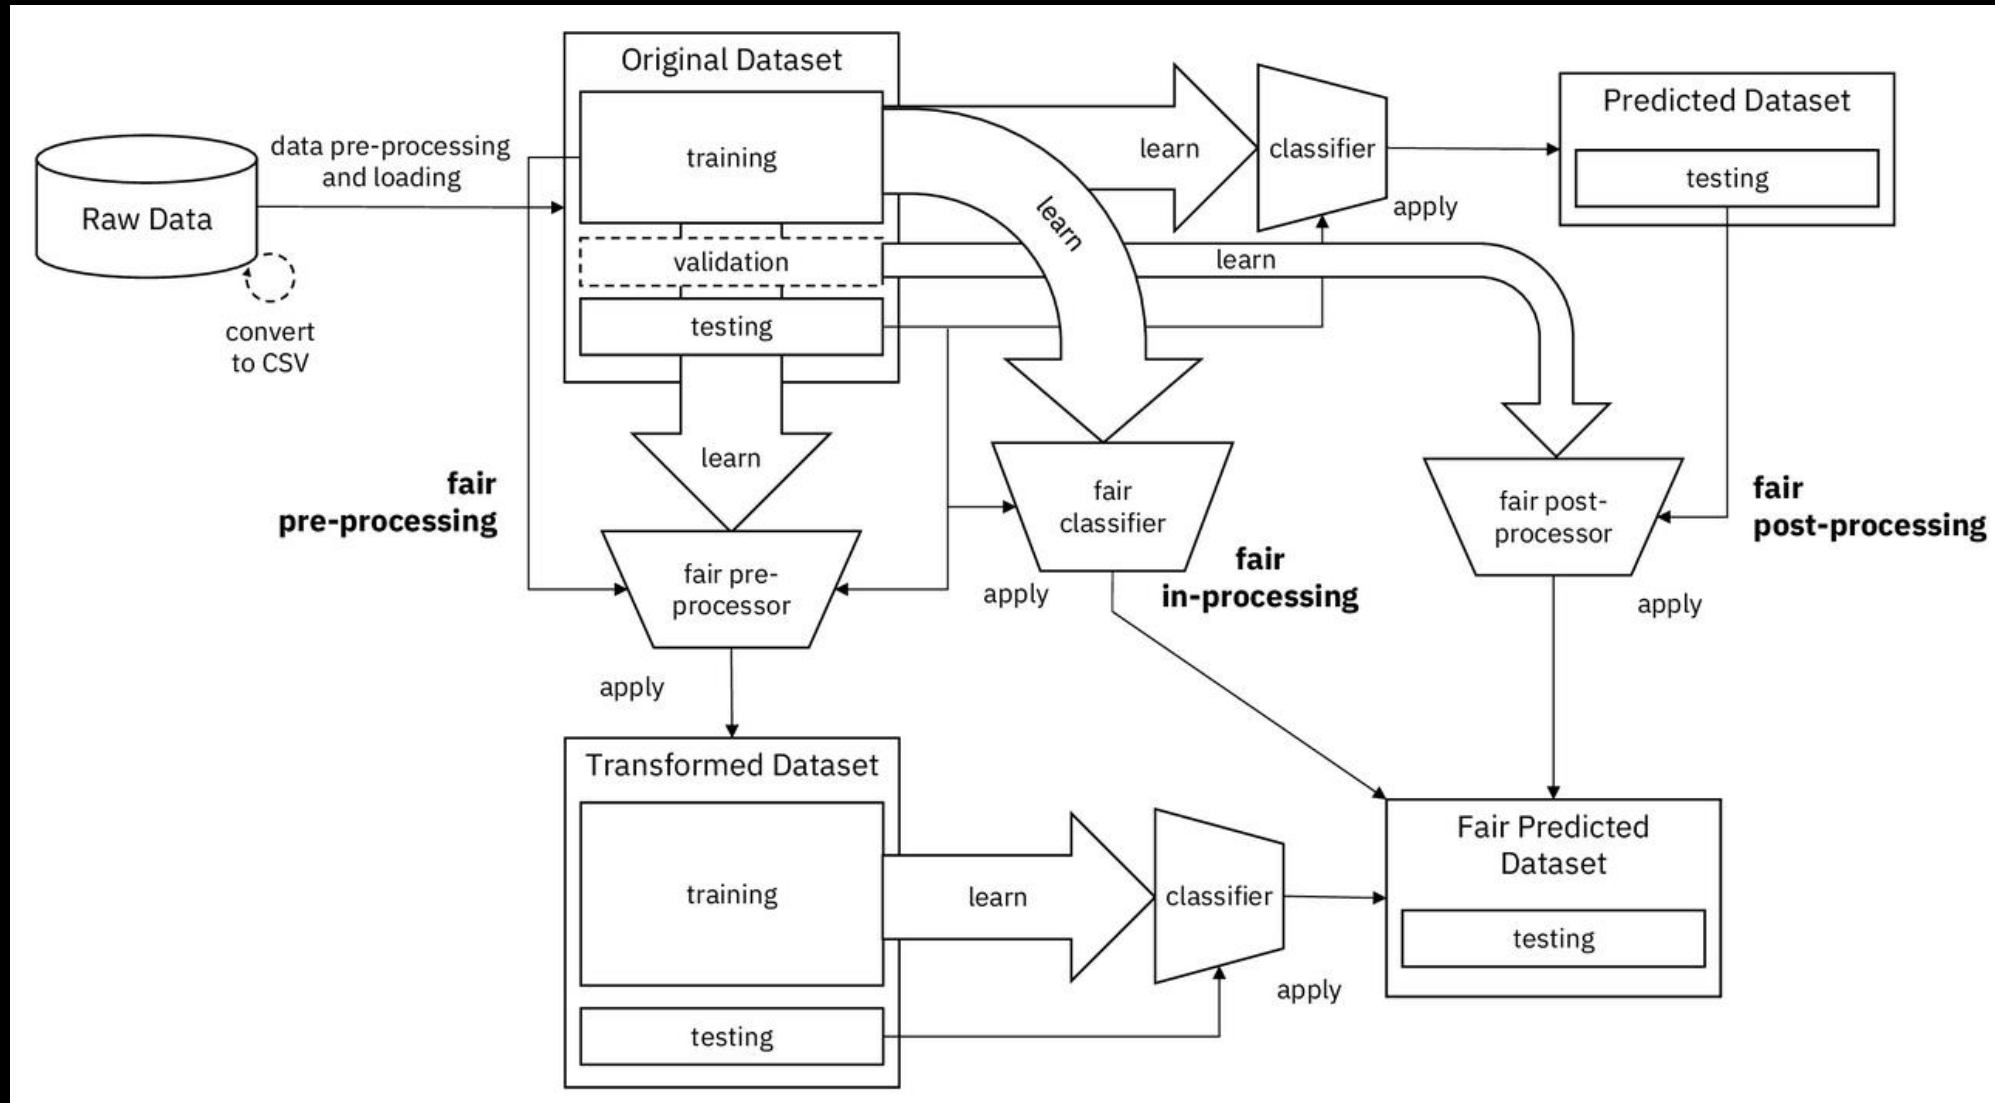 Original Dataset
training
validation
testing
Raw Data
data pre-processing
and loading
convert
to CSV
learn
classifier
apply
Predicted Dataset
testing
learn
learn
learn
fair
pre-processing
fair pre-
processor
apply
fair
classifier
apply
fair
in-processing
fair post-
processor
apply
fair
post-processing
Transformed Dataset
training
testing
learn
classifier
apply
Fair Predicted
Dataset
testing